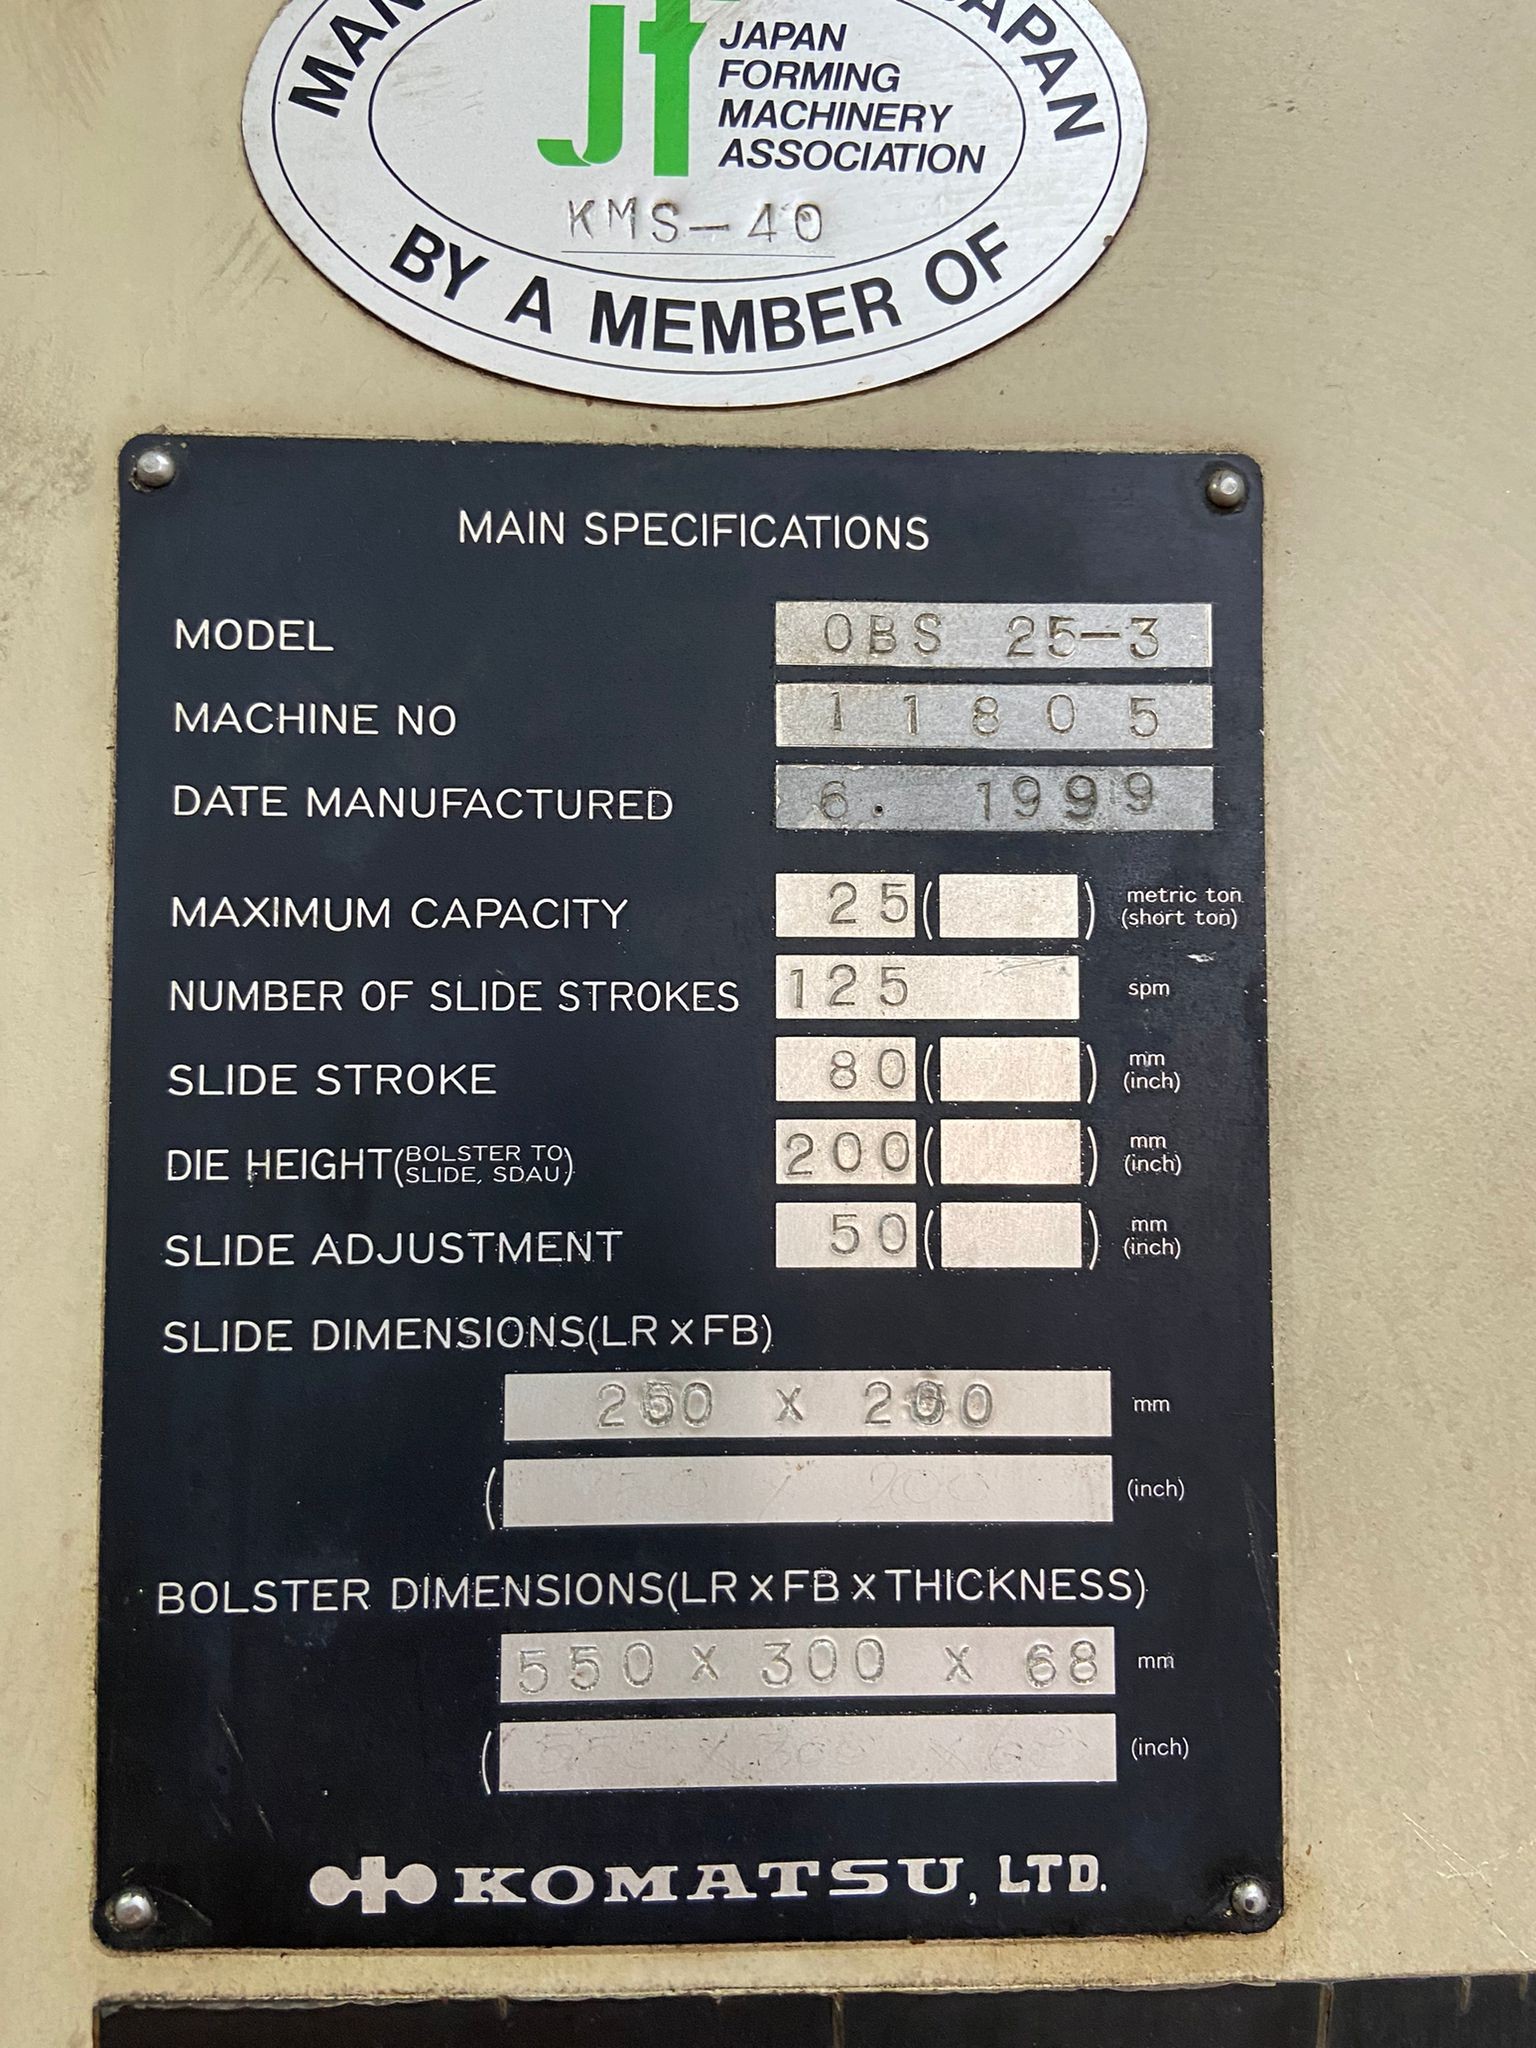 JAPAN
FORMING
MACHINERY
ASSOCIATION
KMS-40
BY A MEMBER OF
MAIN SPECIFICATIONS
MODEL OBS 25-3
MACHINE NO 11805
DATE MANUFACTURED 6. 1999
MAXIMUM CAPACITY 25 ( ) metric ton (short ton)
NUMBER OF SLIDE STROKES 125 spm
SLIDE STROKE 80 ( ) mm (inch)
DIE HEIGHT (BOLSTER TO SLIDE, SDAU) 200 ( ) mm (inch)
SLIDE ADJUSTMENT 50 ( ) mm (inch)
SLIDE DIMENSIONS(LR X FB)
X mm
(inch)
BOLSTER DIMENSIONS(LR X FB X THICKNESS)
550 X 300 X 68 mm
(inch)
KOMATSU, LTD.